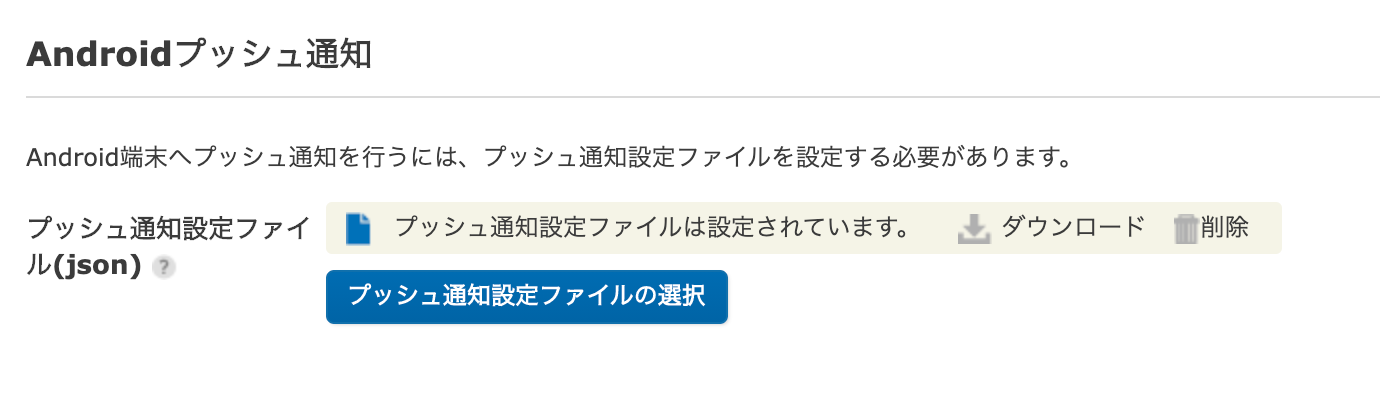 Androidプッシュ通知
Android端末へプッシュ通知を行うには、プッシュ通知設定ファイルを設定する必要があります。
プッシュ通知設定ファイ
ル(json) ?
プッシュ通知設定ファイルは設定されています。 ダウンロード 削除
プッシュ通知設定ファイルの選択